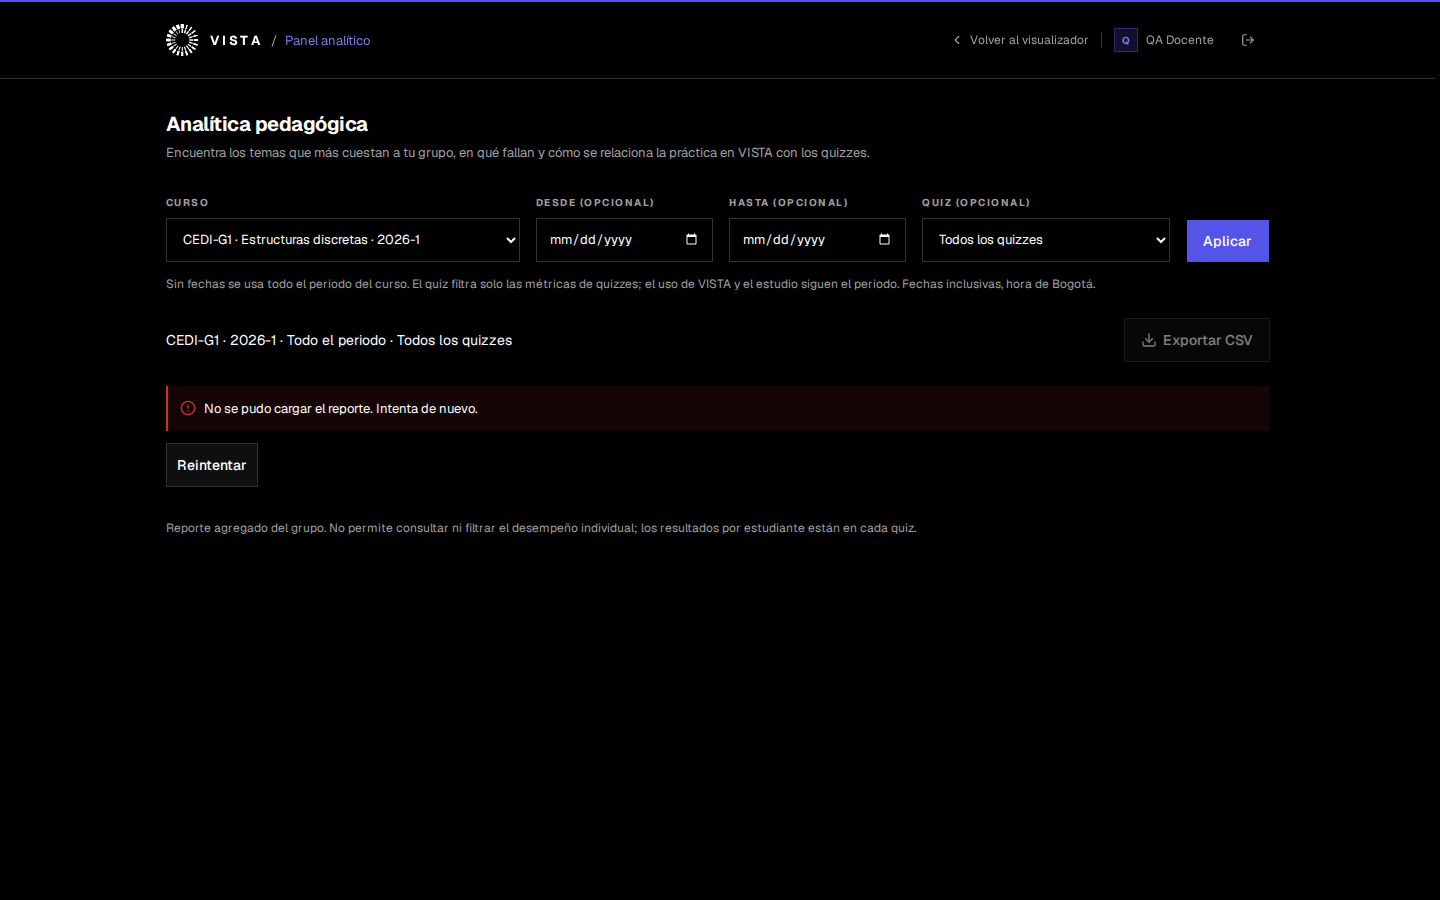 VISTA / Panel analítico
Volver al visualizador
Q QA Docente
Analítica pedagógica
Encuentra los temas que más cuestan a tu grupo, en qué fallan y cómo se relaciona la práctica en VISTA con los quizzes.
CURSO
DESDE (OPCIONAL)
HASTA (OPCIONAL)
QUIZ (OPCIONAL)
CEDI-G1 · Estructuras discretas · 2026-1
mm/dd/yyyy
mm/dd/yyyy
Todos los quizzes
Aplicar
Sin fechas se usa todo el periodo del curso. El quiz filtra solo las métricas de quizzes; el uso de VISTA y el estudio siguen el periodo. Fechas inclusivas, hora de Bogotá.
CEDI-G1 · 2026-1 · Todo el periodo · Todos los quizzes
Exportar CSV
No se pudo cargar el reporte. Intenta de nuevo.
Reintentar
Reporte agregado del grupo. No permite consultar ni filtrar el desempeño individual; los resultados por estudiante están en cada quiz.